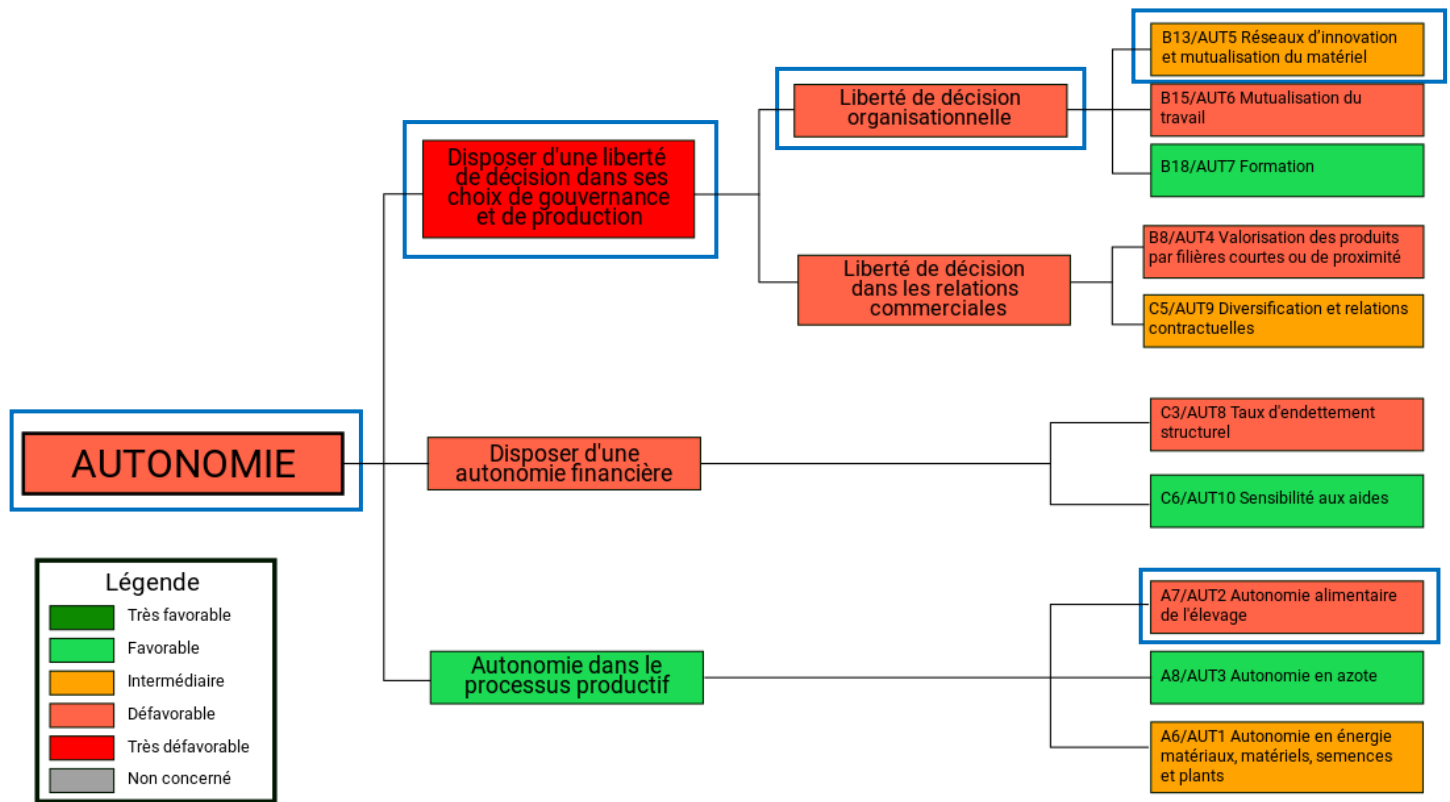 B13/AUT5 Réseaux d’innovation
et mutualisation du matériel
Liberté de décision
organisationnelle
B15/AUT6 Mutualisation du
travail
Disposer d'une liberté
de décision dans ses
choix de gouvernance
et de production
B18/AUT7 Formation
B8/AUT4 Valorisation des produits
par filières courtes ou de proximité
Liberté de décision
dans les relations
commerciales
C5/AUT9 Diversification et relations
contractuelles
C3/AUT8 Taux d'endettement
structurel
AUTONOMIE
Disposer d'une
autonomie financière
C6/AUT10 Sensibilité aux aides
A7/AUT2 Autonomie alimentaire
de l'élevage
Autonomie dans le
processus productif
A8/AUT3 Autonomie en azote
A6/AUT1 Autonomie en énergie
matériaux, matériels, semences
et plants
Légende
Très favorable
Favorable
Intermédiaire
Défavorable
Très défavorable
Non concerné